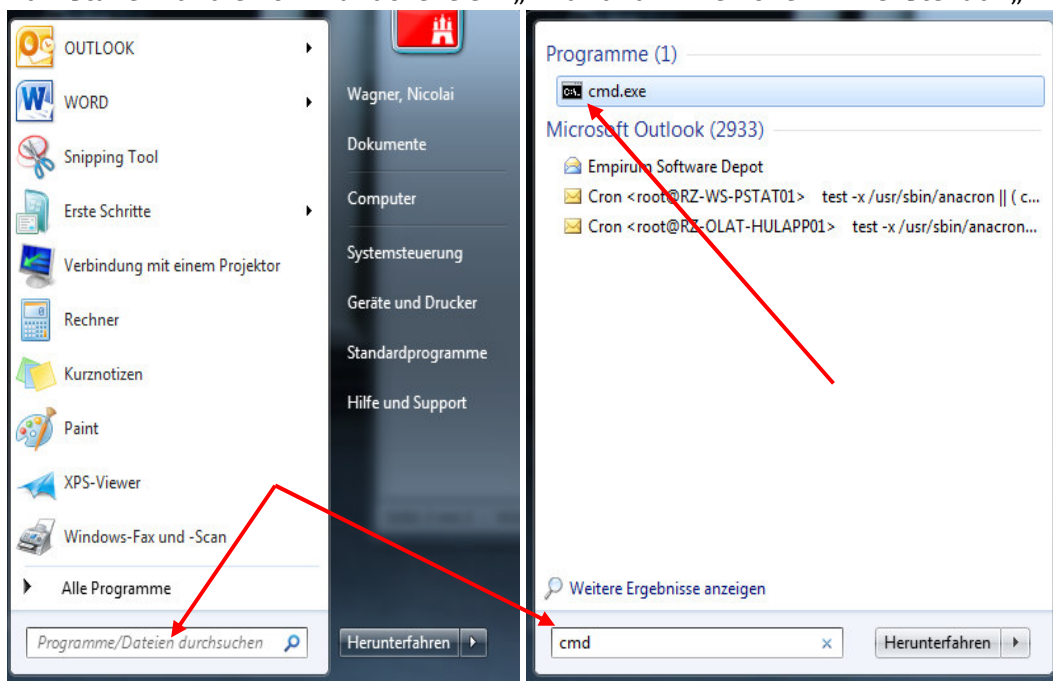 OUTLOOK
WORD
Snipping Tool
Erste Schritte
Verbindung mit einem Projektor
Rechner
Kurznotizen
Paint
XPS-Viewer
Windows-Fax und -Scan
Alle Programme
Programme/Dateien durchsuchen
Wagner, Nicolai
Dokumente
Computer
Systemsteuerung
Geräte und Drucker
Standardprogramme
Hilfe und Support
Herunterfahren
Programme (1)
cmd.exe
Microsoft Outlook (2933)
Empirum Software Depot
Cron <root@RZ-WS-PSTAT01> test -x /usr/sbin/anacron || ( c...
Cron <root@RZ-OLAT-HULAPP01> test -x /usr/sbin/anacron...
Weitere Ergebnisse anzeigen
cmd
Herunterfahren